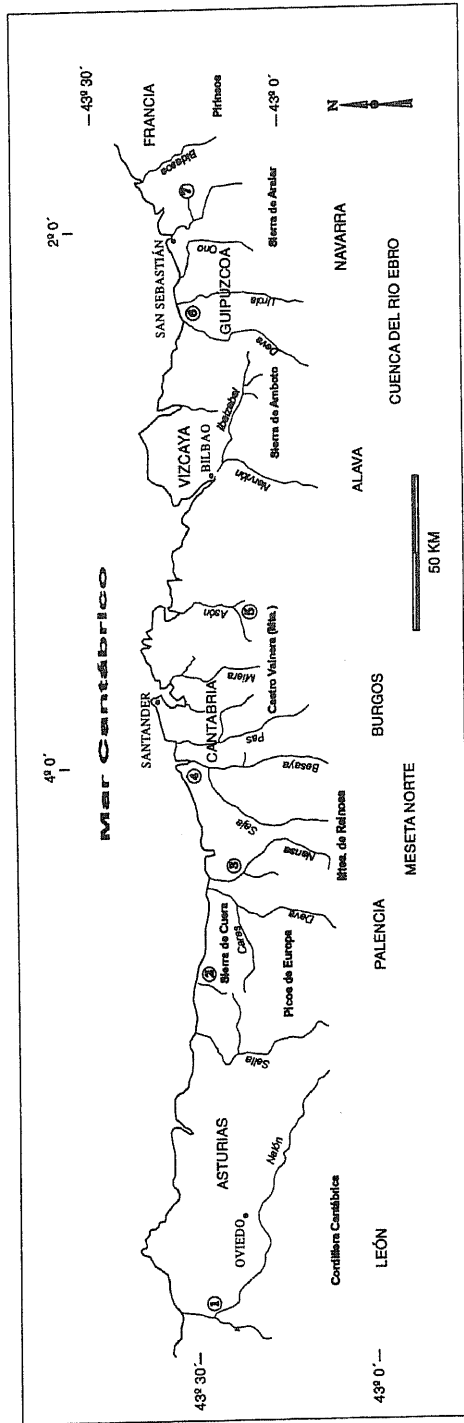 Mar Cantábrico
4º 0´
2º 0´
43º 30´
43º 30´
43º 0´
43º 0´
FRANCIA
Pirineos
Bidasoa
7
SAN SEBASTIÁN
Sierra de Aralar
NAVARRA
GUIPUZCOA
6
Urola
Deva
CUENCA DEL RIO EBRO
VIZCAYA
BILBAO
Ibaizabal
Sierra de Amboto
Nervión
ALAVA
50 KM
N
Asón
5
Castro Valnera (Mte.)
Miera
SANTANDER
CANTABRIA
Pas
BURGOS
4
Besaya
Saja
Mtes. de Reinosa
MESETA NORTE
3
Nansa
Deva
PALENCIA
Sierra de Cuera
2
Cares
Picos de Europa
Sella
ASTURIAS
Nalón
OVIEDO
Cordillera Cantábrica
LEÓN
1